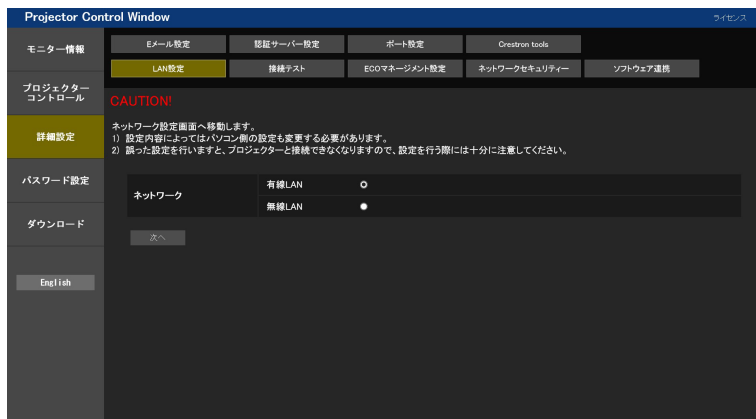 Projector Control Window
ライセンス
モニター情報
プロジェクター
コントロール
詳細設定
パスワード設定
ダウンロード
English
Eメール設定
認証サーバー設定
ポート設定
Crestron tools
LAN設定
接続テスト
ECOマネージメント設定
ネットワークセキュリティー
ソフトウェア連携
CAUTION!
ネットワーク設定画面へ移動します。
1) 設定内容によってはパソコン側の設定も変更する必要があります。
2) 誤った設定を行いますと、プロジェクターと接続できなくなりますので、設定を行う際には十分に注意してください。
ネットワーク
有線LAN
無線LAN
次へ